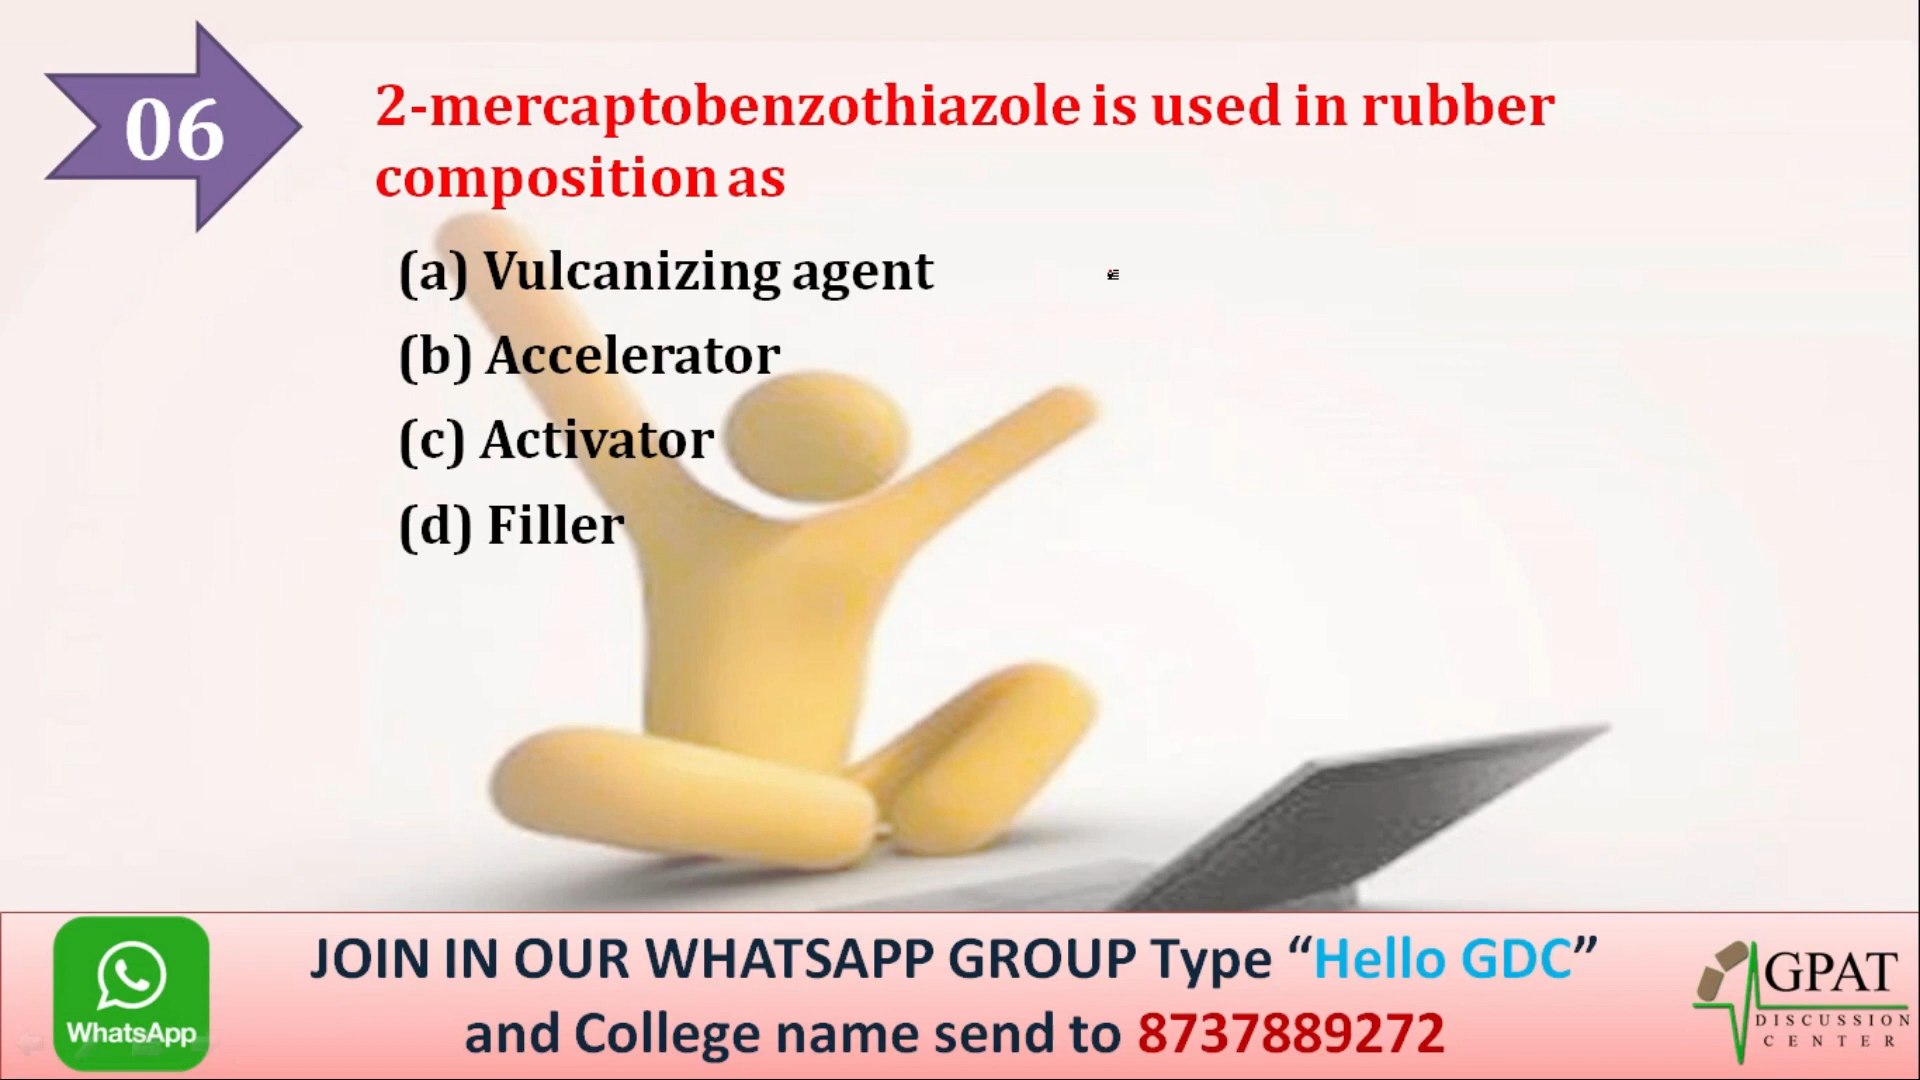 06
2-mercaptobenzothiazole is used in rubber
composition as
(a) Vulcanizing agent
(b) Accelerator
(c) Activator
(d) Filler
WhatsApp
JOIN IN OUR WHATSAPP GROUP Type “Hello GDC”
and College name send to 8737889272
GPAT
DISCUSSION
CENTER